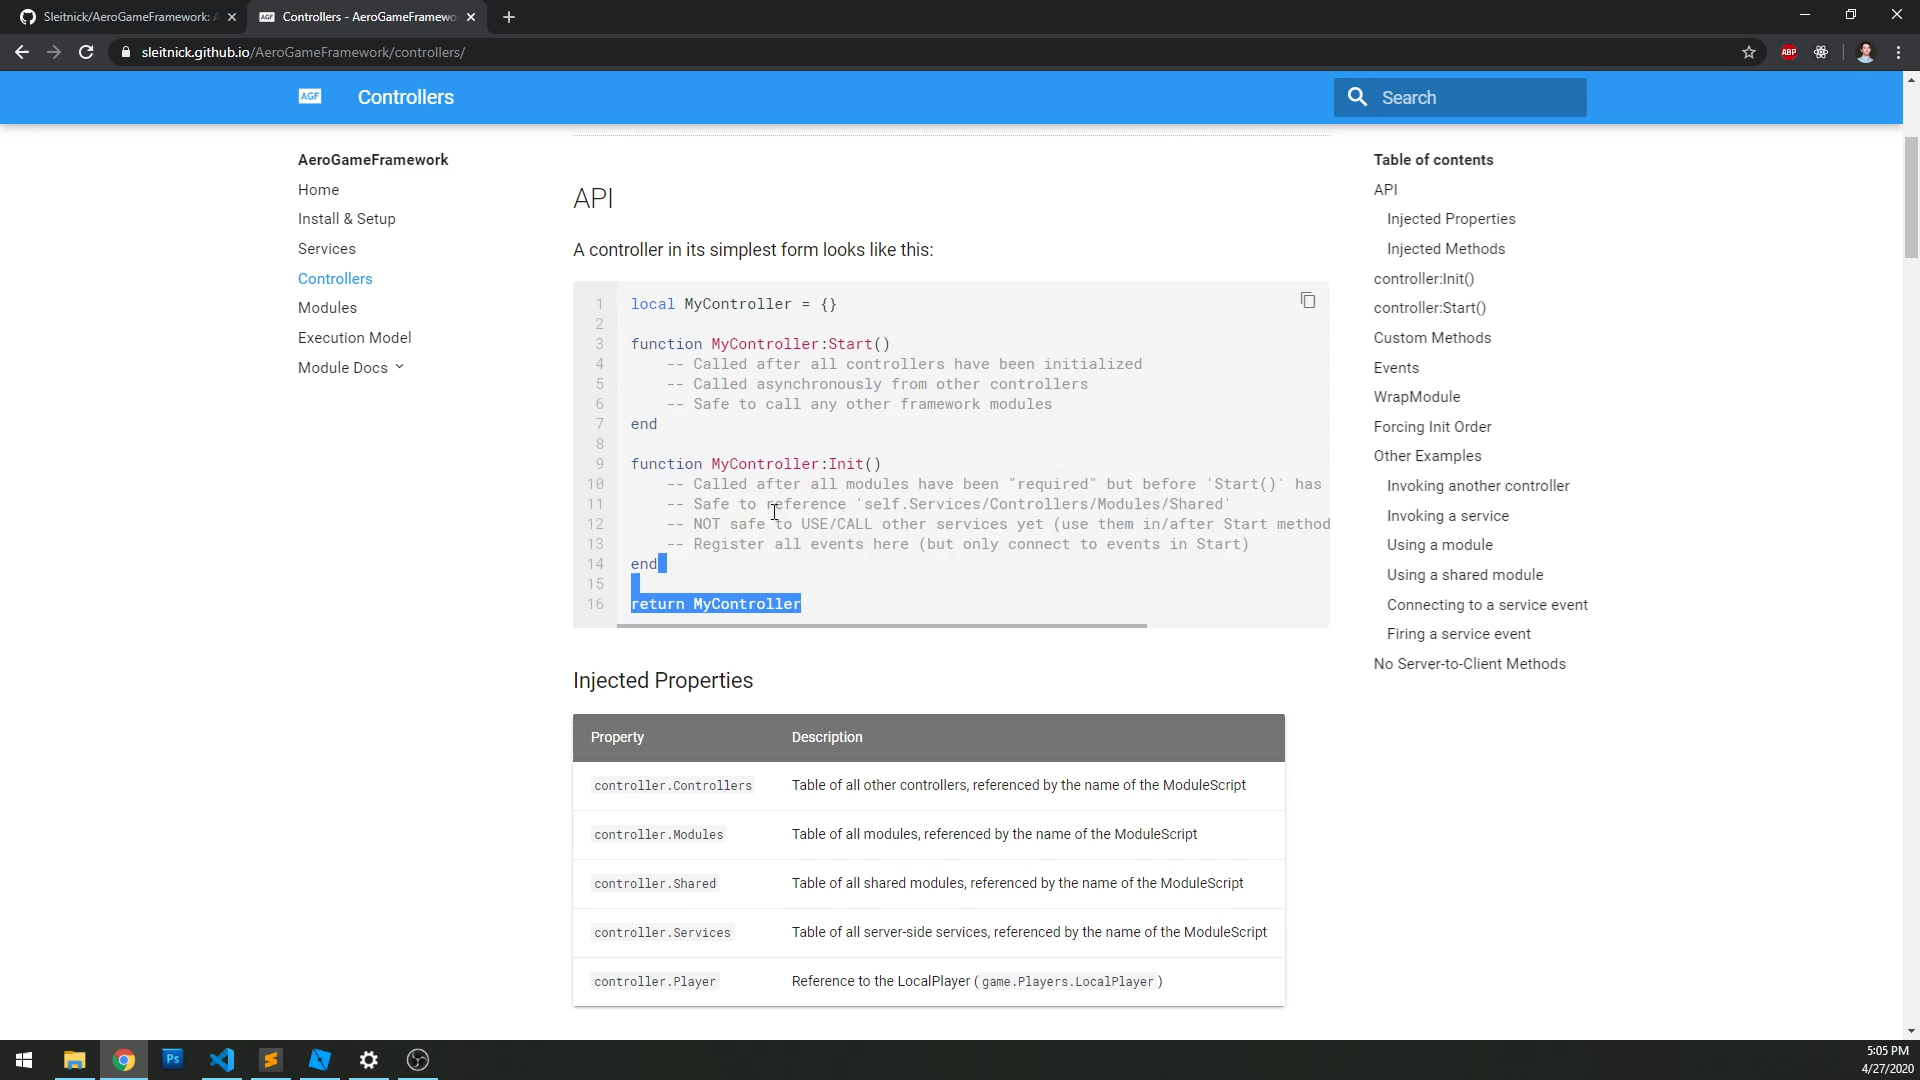 Sleitnick/AeroGameFramework:
Controllers - AeroGameFramewo
sleitnick.github.io/AeroGameFramework/controllers/
ABP
AGF
Controllers
Search
AeroGameFramework
Home
Install & Setup
Services
Controllers
Modules
Execution Model
Module Docs
API
A controller in its simplest form looks like this:
1 local MyController = {}
2
3 function MyController:Start()
4 -- Called after all controllers have been initialized
5 -- Called asynchronously from other controllers
6 -- Safe to call any other framework modules
7 end
8
9 function MyController:Init()
10 -- Called after all modules have been "required" but before 'Start()' has
11 -- Safe to reference 'self.Services/Controllers/Modules/Shared'
12 -- NOT safe to USE/CALL other services yet (use them in/after Start method
13 -- Register all events here (but only connect to events in Start)
14 end
15
16 return MyController
Injected Properties
Property Description
controller.Controllers Table of all other controllers, referenced by the name of the ModuleScript
controller.Modules Table of all modules, referenced by the name of the ModuleScript
controller.Shared Table of all shared modules, referenced by the name of the ModuleScript
controller.Services Table of all server-side services, referenced by the name of the ModuleScript
controller.Player Reference to the LocalPlayer ( game.Players.LocalPlayer )
Table of contents
API
Injected Properties
Injected Methods
controller:Init()
controller:Start()
Custom Methods
Events
WrapModule
Forcing Init Order
Other Examples
Invoking another controller
Invoking a service
Using a module
Using a shared module
Connecting to a service event
Firing a service event
No Server-to-Client Methods
Ps
5:05 PM
4/27/2020